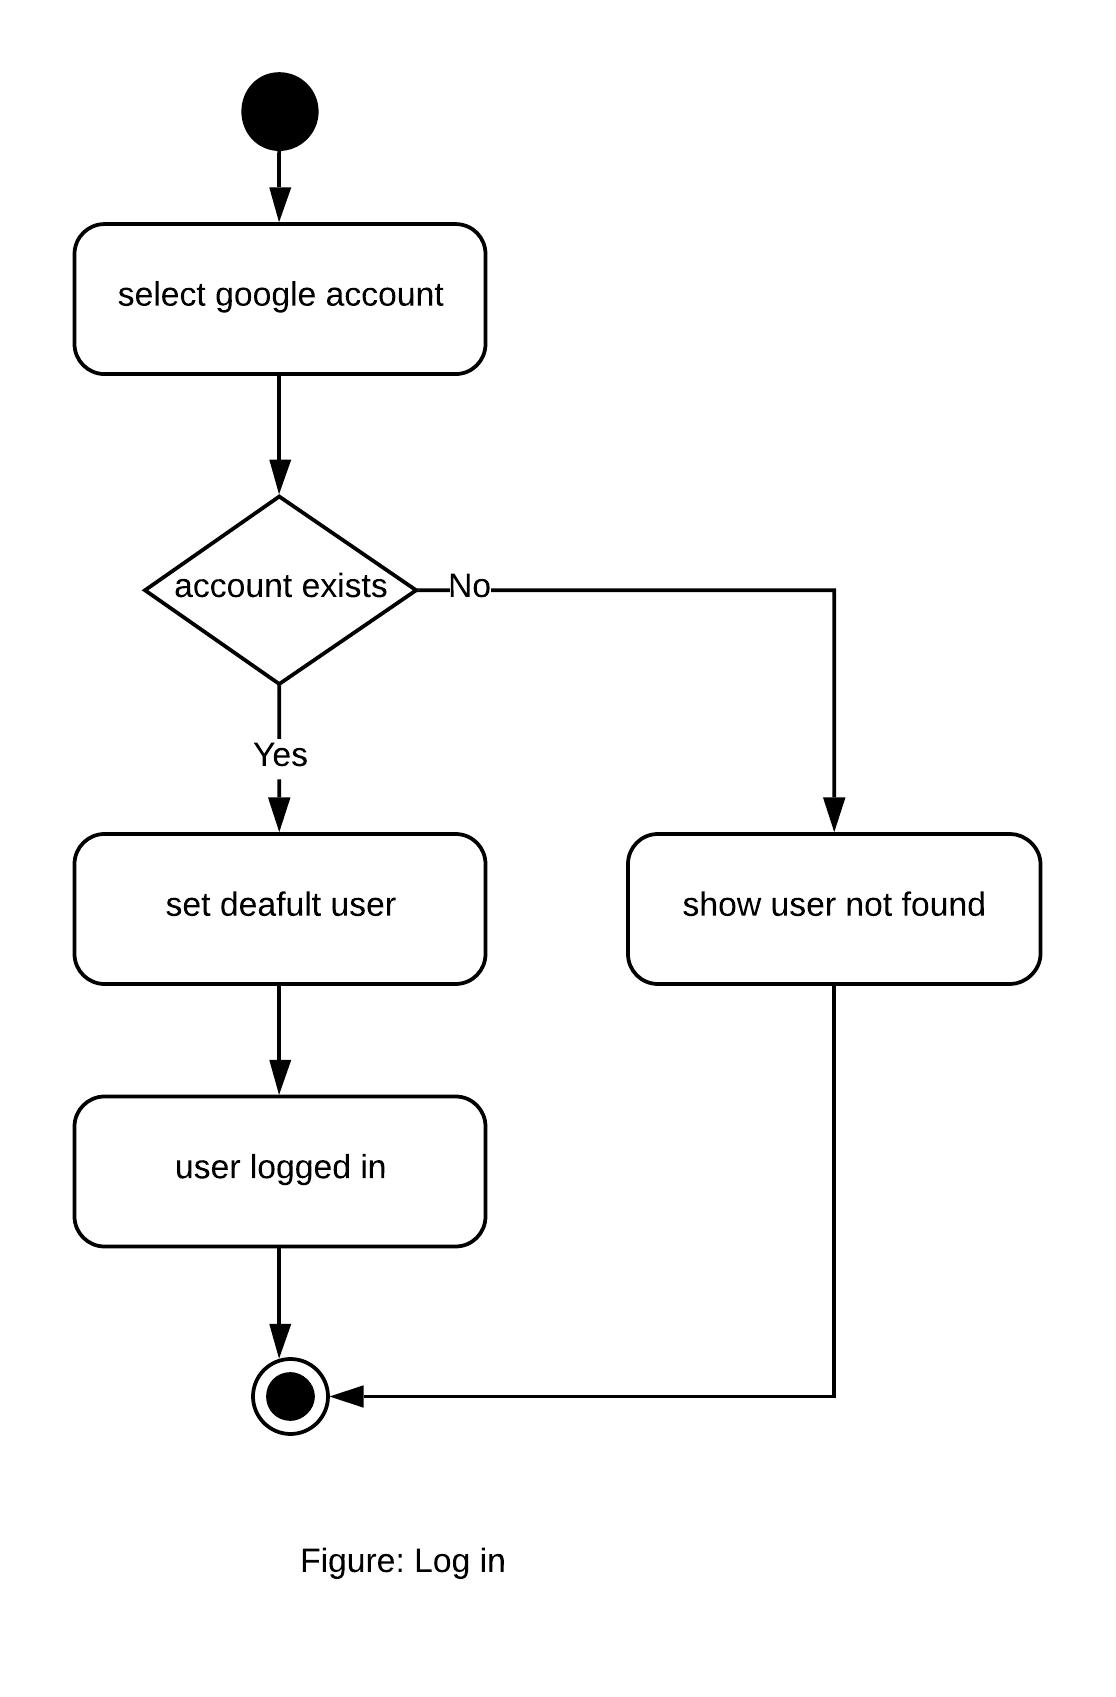 select google account
account exists
No
Yes
set deafult user
show user not found
user logged in
Figure: Log in